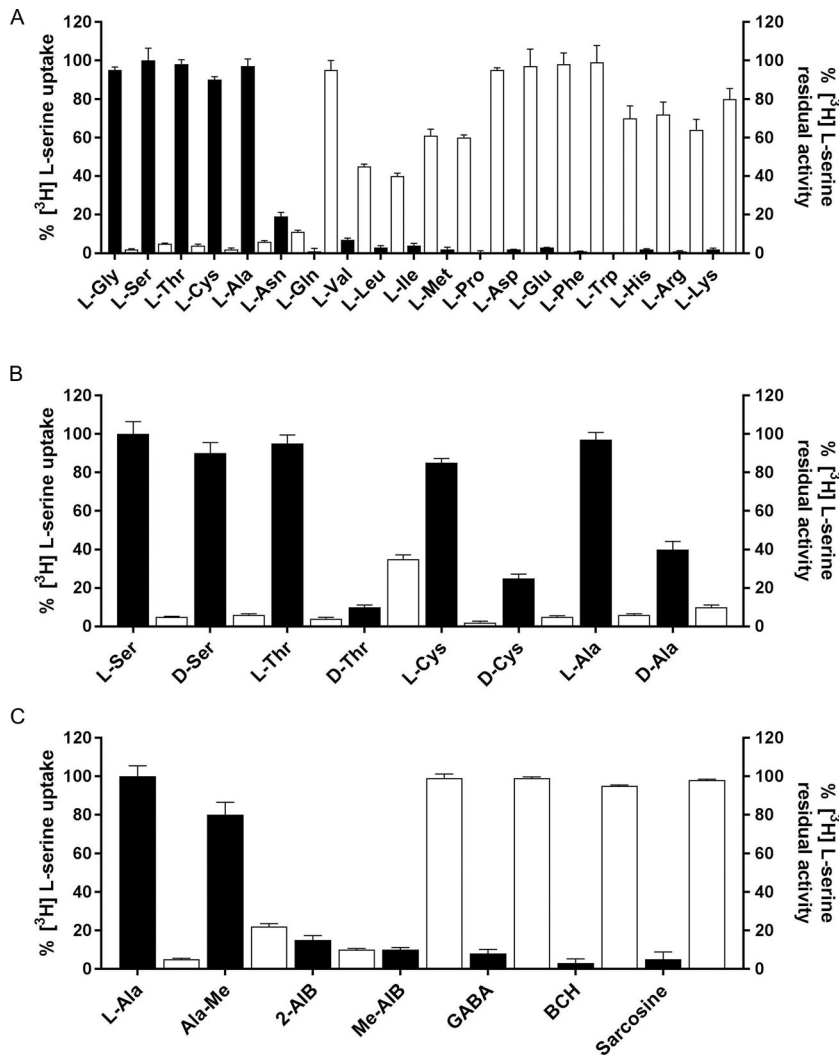 A
% [³H] L-serine uptake
120
100
80
60
40
20
0
120
100
80
60
40
20
0
% [³H] L-serine
residual activity
L-Gly
L-Ser
L-Thr
L-Cys
L-Ala
L-Asn
L-Gln
L-Val
L-Leu
L-Ile
L-Met
L-Pro
L-Asp
L-Glu
L-Phe
L-Trp
L-His
L-Arg
L-Lys
B
% [³H] L-serine uptake
120
100
80
60
40
20
0
120
100
80
60
40
20
0
% [³H] L-serine
residual activity
L-Ser
D-Ser
L-Thr
D-Thr
L-Cys
D-Cys
L-Ala
D-Ala
C
% [³H] L-serine uptake
120
100
80
60
40
20
0
120
100
80
60
40
20
0
% [³H] L-serine
residual activity
L-Ala
Ala-Me
2-AIB
Me-AIB
GABA
BCH
Sarcosine